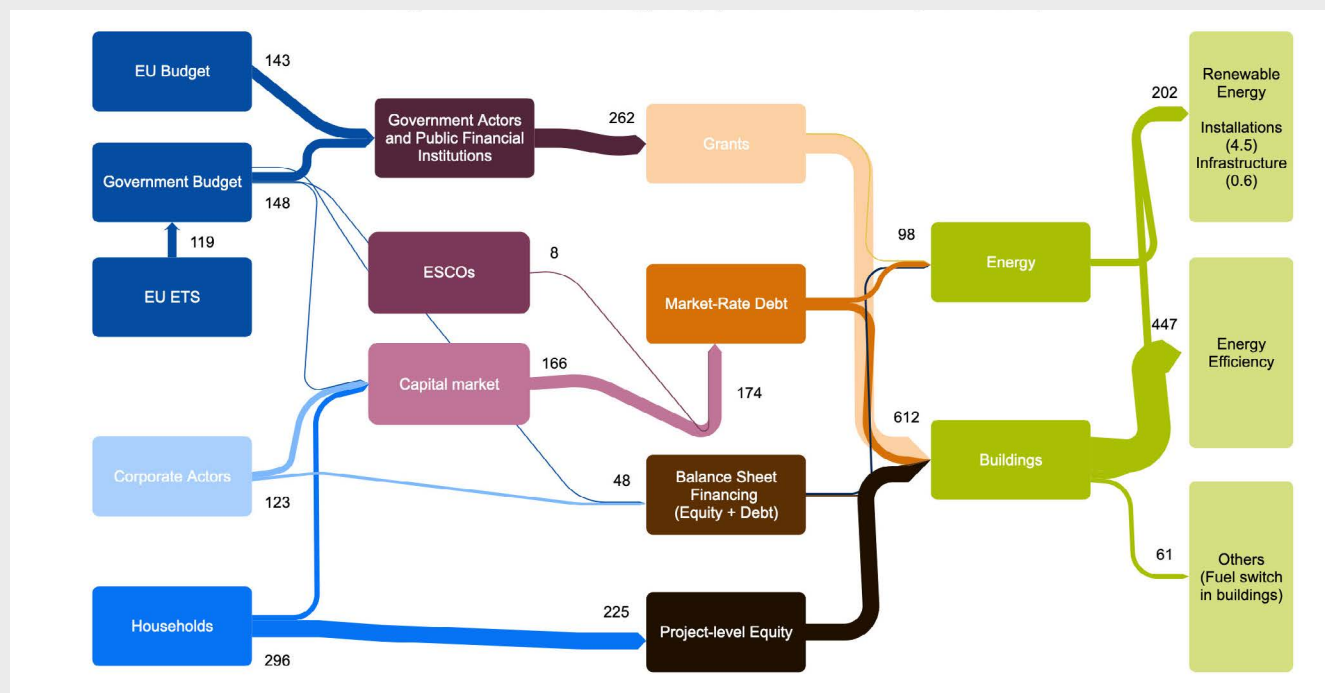 EU Budget
143
Government Budget
148
119
EU ETS
Corporate Actors
123
Households
296
Government Actors
and Public Financial
Institutions
262
ESCOs
8
Capital market
166
174
Grants
Market-Rate Debt
48
Balance Sheet
Financing
(Equity + Debt)
225
Project-level Equity
98
Energy
612
Buildings
202
447
61
Renewable
Energy
Installations
(4.5)
Infrastructure
(0.6)
Energy
Efficiency
Others
(Fuel switch
in buildings)